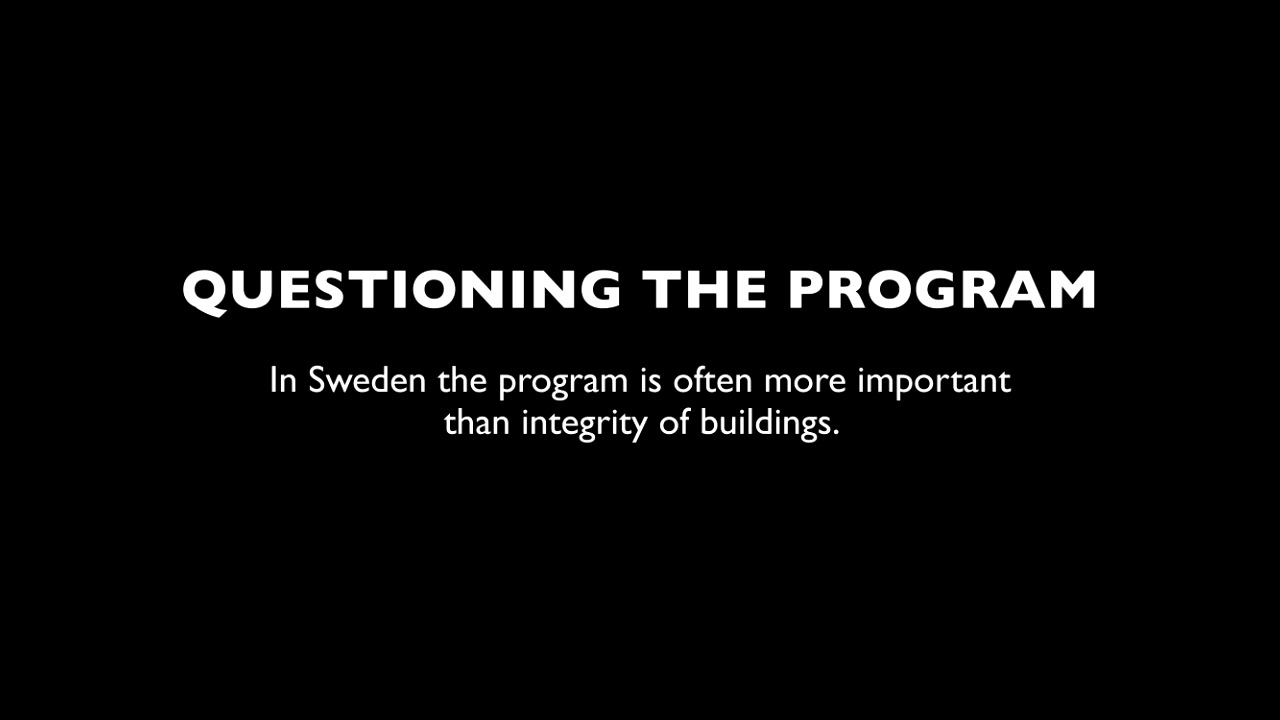 QUESTIONING THE PROGRAM
In Sweden the program is often more important
than integrity of buildings.